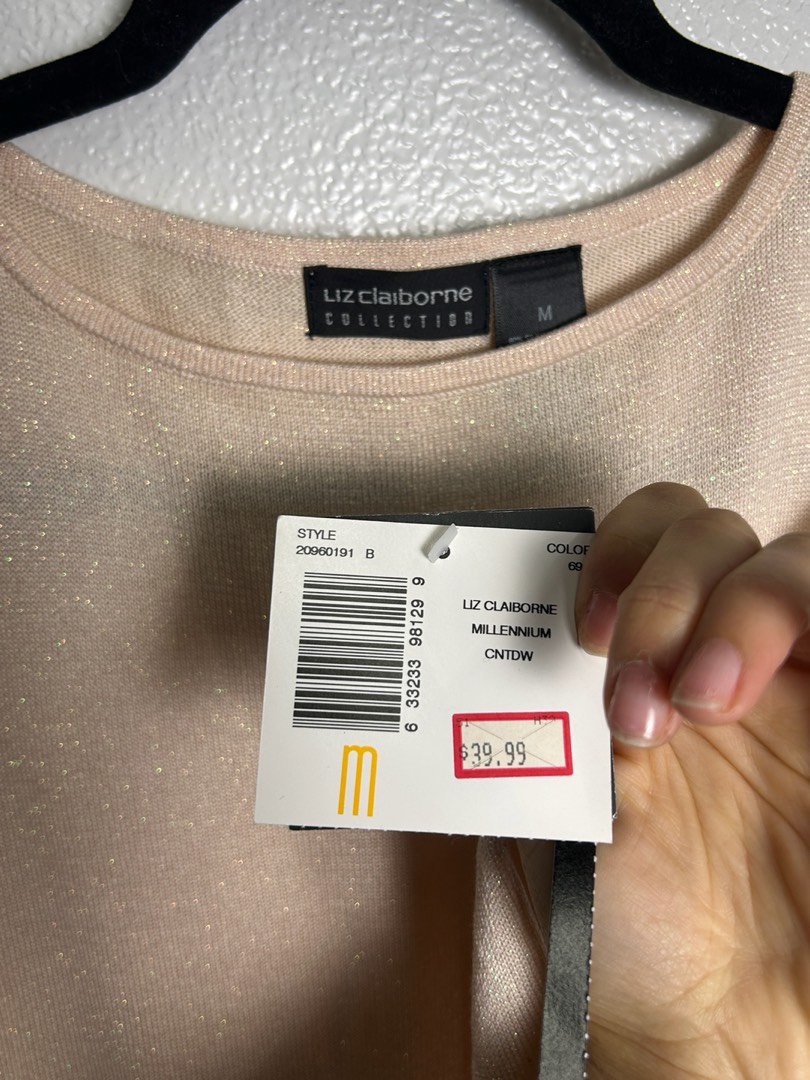 LIZ claiborne
COLLECTION
M
STYLE
20960191 B
COLOR
69
6 33233 98129 9
LIZ CLAIBORNE
MILLENNIUM
CNTDW
$39.99
m